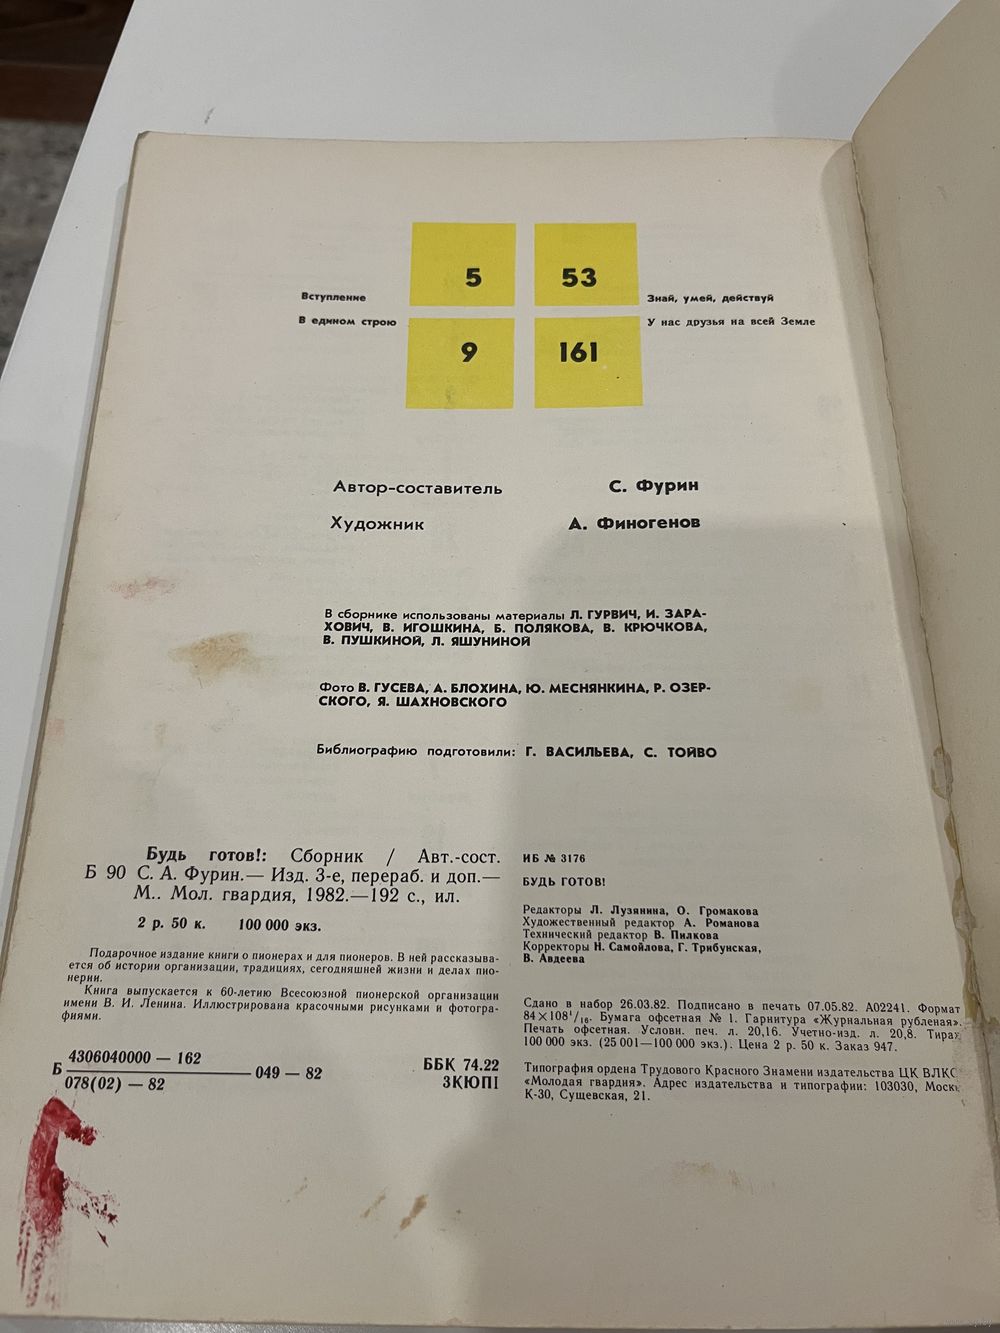 5
53
Вступление
Знай, умей, действуй
В едином строю
У нас друзья на всей Земле
9
161
Автор-составитель С. Фурин
Художник А. Финогенов
В сборнике использованы материалы Л. ГУРВИЧ, И. ЗАРА-
ХОВИЧ, В. ИГОШКИНА, Б. ПОЛЯКОВА, В. КРЮЧКОВА,
В. ПУШКИНОЙ, Л. ЯШУНИНОЙ
Фото В. ГУСЕВА, А. БЛОХИНА, Ю. МЕСНЯНКИНА, Р. ОЗЕР-
СКОГО, Я. ШАХНОВСКОГО
Библиографию подготовили: Г. ВАСИЛЬЕВА, С. ТОЙВО
Будь готов!: Сборник / Авт.-сост.
Б 90 С. А. Фурин.— Изд. 3-е, перераб. и доп.—
М.. Мол. гвардия, 1982.—192 с., ил.
2 р. 50 к. 100 000 экз.
Подарочное издание книги о пионерах и для пионеров. В ней рассказыва-
ется об истории организации, традициях, сегодняшней жизни и делах пио-
нерии.
Книга выпускается к 60-летию Всесоюзной пионерской организации
имени В. И. Ленина. Иллюстрирована красочными рисунками и фотогра-
фиями.
4306040000 — 162
Б 049 — 82
078(02) — 82
ББК 74.22
3КЮП1
ИБ № 3176
БУДЬ ГОТОВ!
Редакторы Л. Лузянина, О. Громакова
Художественный редактор А. Романова
Технический редактор В. Пилкова
Корректоры Н. Самойлова, Г. Трибунская,
В. Авдеева
Сдано в набор 26.03.82. Подписано в печать 07.05.82. А02241. Формат
84×108¹/₁₆. Бумага офсетная № 1. Гарнитура «Журнальная рубленая».
Печать офсетная. Условн. печ. л. 20,16. Учетно-изд. л. 20,8. Тираж
100 000 экз. (25 001—100 000 экз.). Цена 2 р. 50 к. Заказ 947.
Типография ордена Трудового Красного Знамени издательства ЦК ВЛКС
«Молодая гвардия». Адрес издательства и типографии: 103030, Моск
К-30, Сущевская, 21.